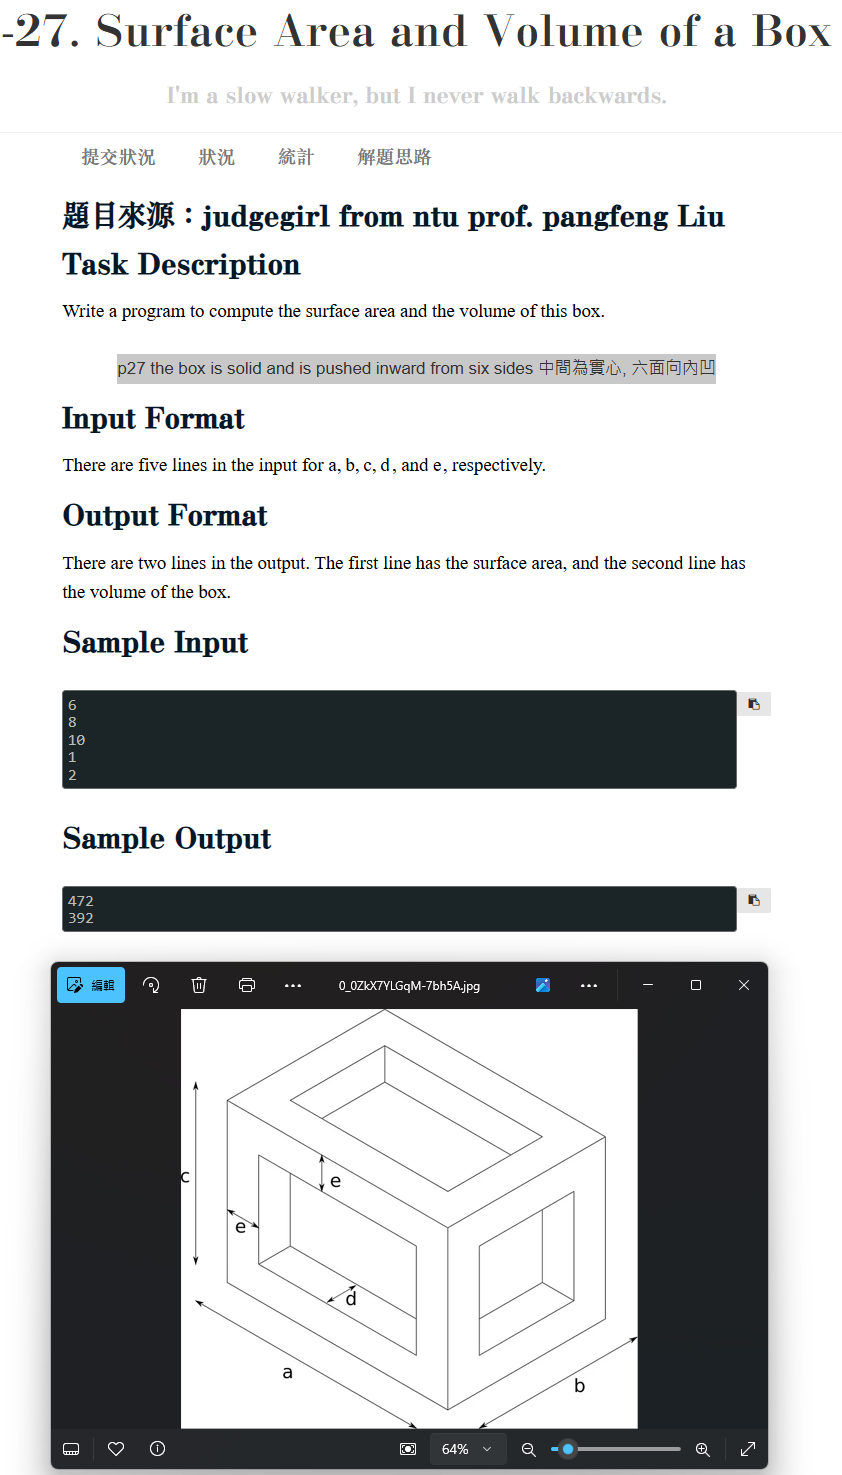 -27. Surface Area and Volume of a Box
I'm a slow walker, but I never walk backwards.
提交狀況 狀況 統計 解題思路
題目來源：judgegirl from ntu prof. pangfeng Liu
Task Description
Write a program to compute the surface area and the volume of this box.
p27 the box is solid and is pushed inward from six sides 中間為實心, 六面向內凹
Input Format
There are five lines in the input for a, b, c, d, and e, respectively.
Output Format
There are two lines in the output. The first line has the surface area, and the second line has
the volume of the box.
Sample Input
6
8
10
1
2
Sample Output
472
392
編輯 0_0ZkX7YLGqM-7bh5A.jpg
c
e
e
d
a
b
64%